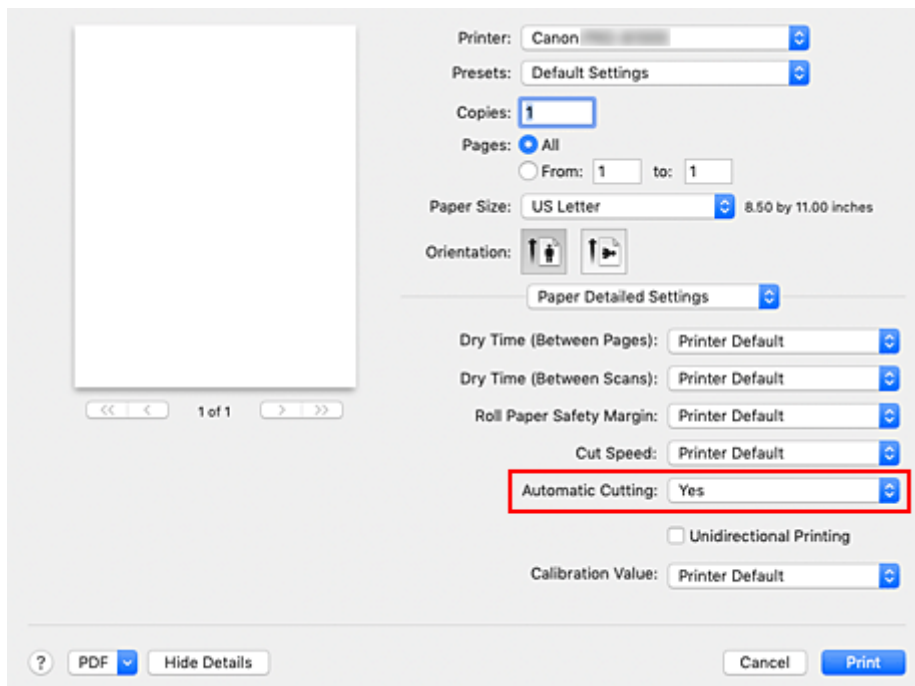 Printer: Canon
Presets: Default Settings
Copies: 1
Pages: All
From: 1 to: 1
Paper Size: US Letter 8.50 by 11.00 inches
Orientation:
Paper Detailed Settings
Dry Time (Between Pages): Printer Default
Dry Time (Between Scans): Printer Default
<< < 1 of 1 > >>
Roll Paper Safety Margin: Printer Default
Cut Speed: Printer Default
Automatic Cutting: Yes
Unidirectional Printing
Calibration Value: Printer Default
? PDF Hide Details Cancel Print